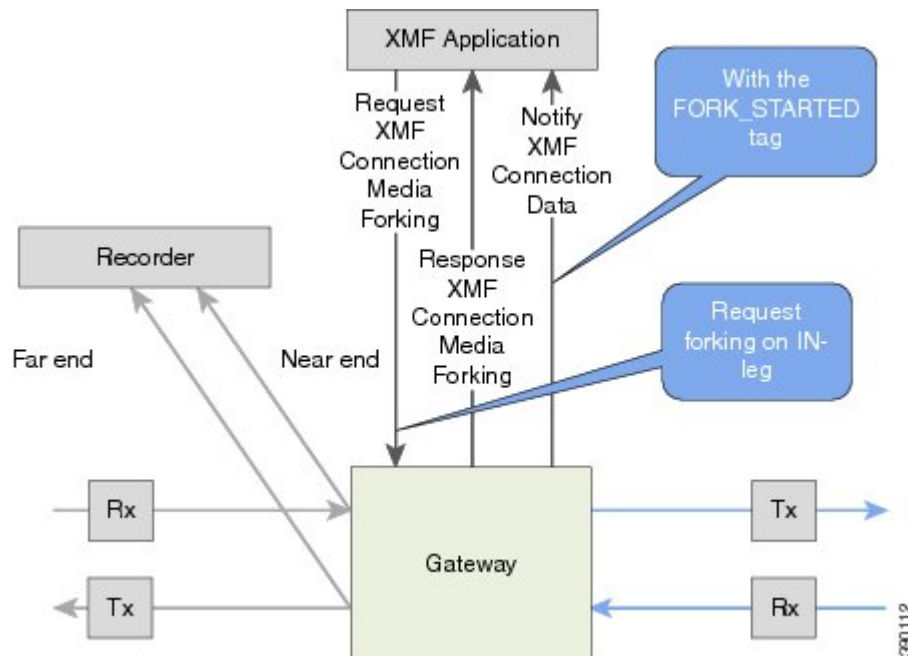 XMF Application
With the
FORK_STARTED
tag
Request
XMF
Connection
Media
Forking
Notify
XMF
Connection
Data
Recorder
Response
XMF
Connection
Media
Forking
Request
forking on IN-
leg
Far end
Near end
Rx
Tx
Gateway
Tx
Rx
390112